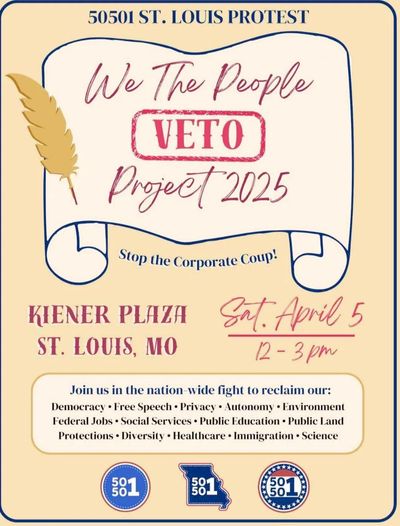 50501 ST. LOUIS PROTEST
We The People
VETO
Project 2025
Stop the Corporate Coup!
KIENER PLAZA
ST. LOUIS, MO
Sat. April 5
12 - 3 pm
Join us in the nation-wide fight to reclaim our:
Democracy • Free Speech • Privacy • Autonomy • Environment
Federal Jobs • Social Services • Public Education • Public Land
Protections • Diversity • Healthcare • Immigration • Science
50
50
1
50
50
1
50
50
1